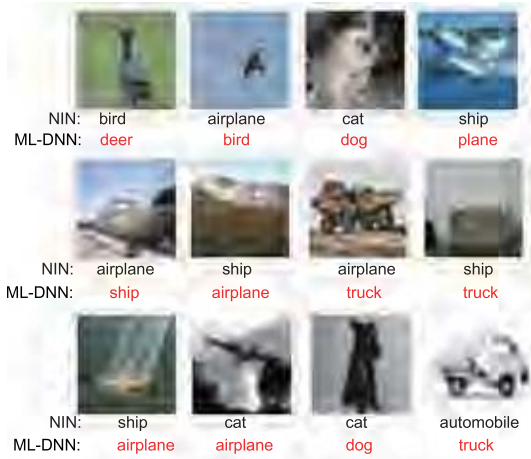 NIN: bird airplane cat ship
ML-DNN: deer bird dog plane
NIN: airplane ship airplane ship
ML-DNN: ship airplane truck truck
NIN: ship cat cat automobile
ML-DNN: airplane airplane dog truck